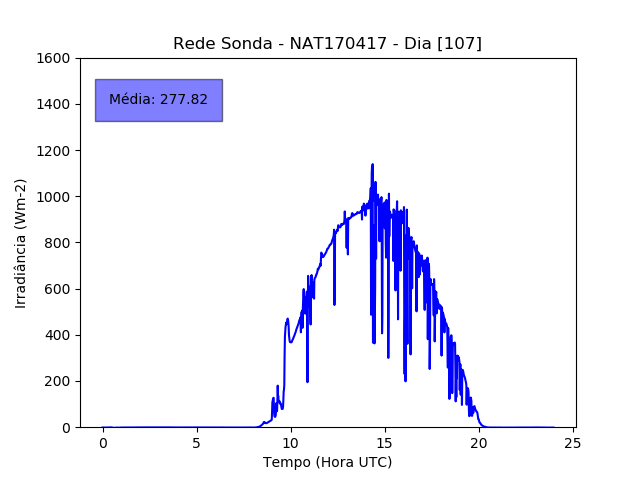 Rede Sonda - NAT170417 - Dia [107]
1600
1400
1200
1000
800
600
400
200
0
Média: 277.82
Irradiância (Wm-2)
0 5 10 15 20 25
Tempo (Hora UTC)